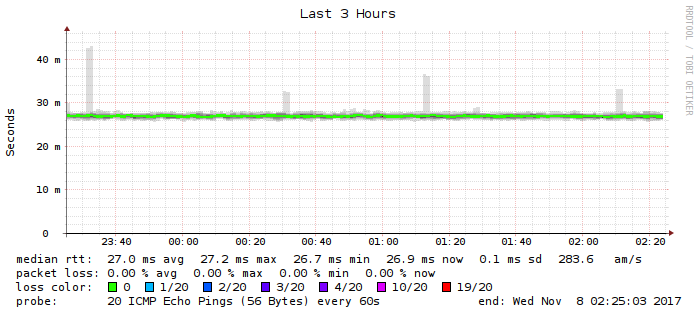 Last 3 Hours
RRDTOOL / TOBI OETIKER
Seconds
40 m
30 m
20 m
10 m
0
23:40 00:00 00:20 00:40 01:00 01:20 01:40 02:00 02:20
median rtt: 27.0 ms avg 27.2 ms max 26.7 ms min 26.9 ms now 0.1 ms sd 283.6 am/s
packet loss: 0.00 % avg 0.00 % max 0.00 % min 0.00 % now
loss color: 0 1/20 2/20 3/20 4/20 10/20 19/20
probe: 20 ICMP Echo Pings (56 Bytes) every 60s end: Wed Nov 8 02:25:03 2017